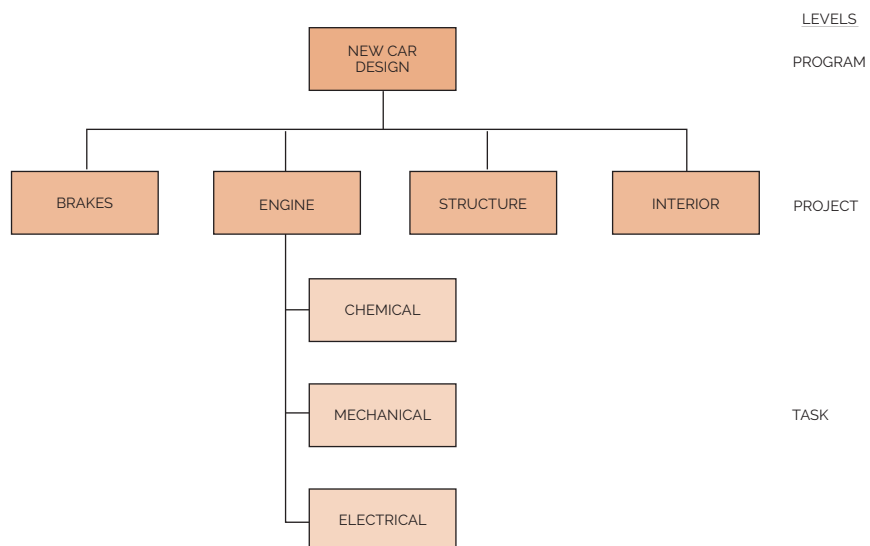 LEVELS
NEW CAR
DESIGN
PROGRAM
BRAKES
ENGINE
STRUCTURE
INTERIOR
PROJECT
CHEMICAL
MECHANICAL
TASK
ELECTRICAL